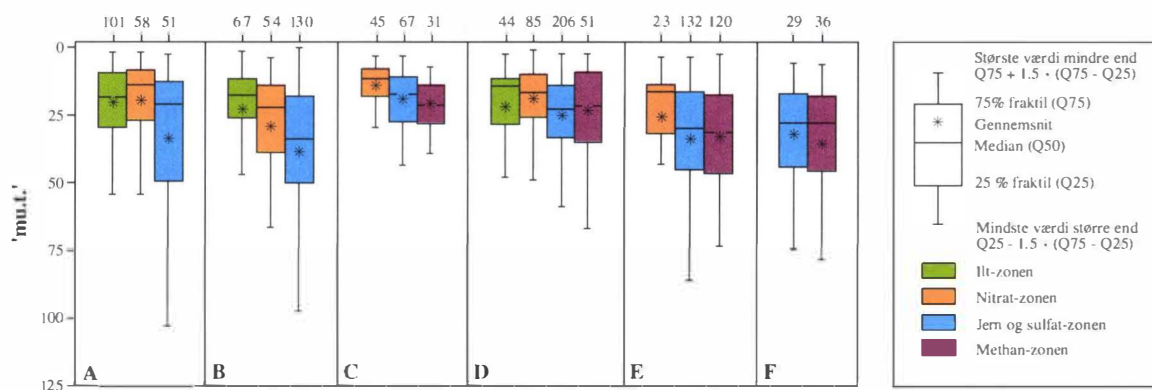 101 58 51 67 54 130 45 67 31 44 85 206 51 23 132 120 29 36
0
25
50
75
100
125
'mu.t.'
A B C D E F
Største værdi mindre end
Q75 + 1.5 • (Q75 - Q25)
75% fraktil (Q75)
Gennemsnit
Median (Q50)
25 % fraktil (Q25)
Mindste værdi større end
Q25 - 1.5 • (Q75 - Q25)
Ilt-zonen
Nitrat-zonen
Jern og sulfat-zonen
Methan-zonen